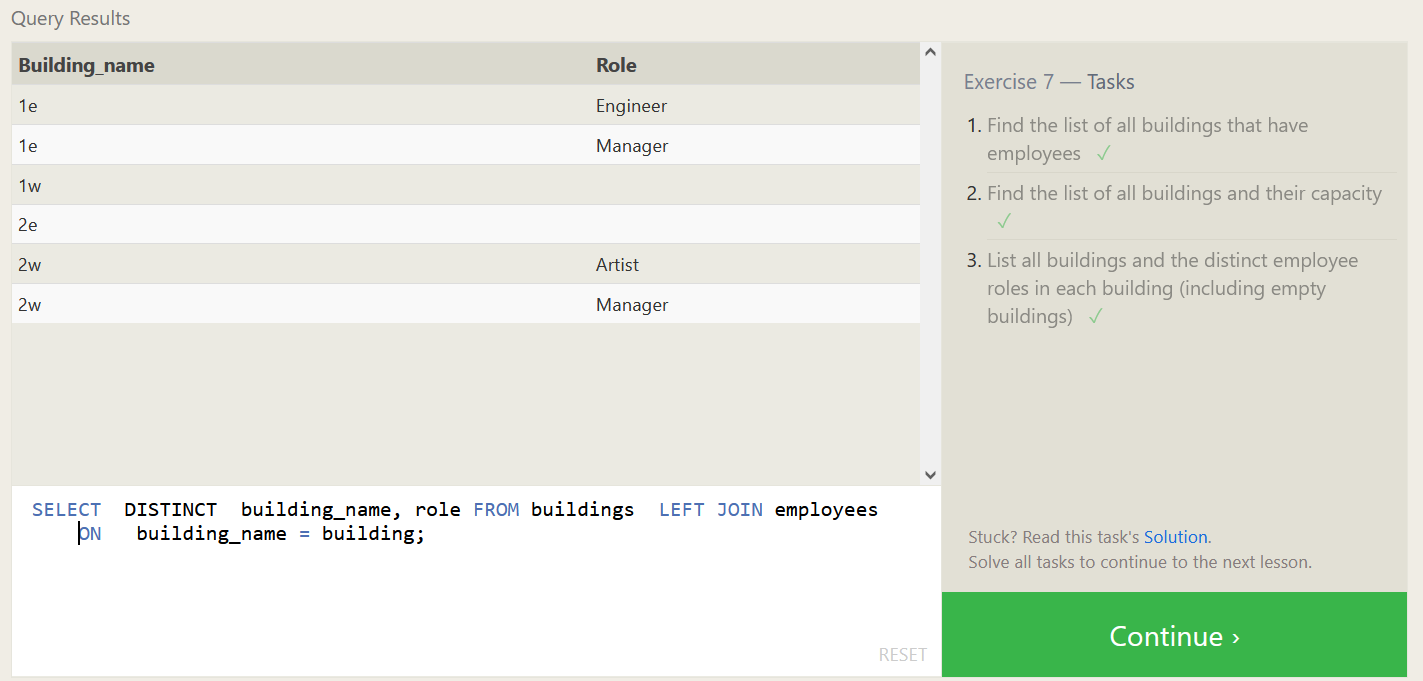 Query Results
Building_name Role
1e Engineer
1e Manager
1w
2e
2w Artist
2w Manager
SELECT DISTINCT building_name, role FROM buildings LEFT JOIN employees
ON building_name = building;
RESET
Exercise 7 — Tasks
1. Find the list of all buildings that have
employees ✓
2. Find the list of all buildings and their capacity
✓
3. List all buildings and the distinct employee
roles in each building (including empty
buildings) ✓
Stuck? Read this task's Solution.
Solve all tasks to continue to the next lesson.
Continue ›